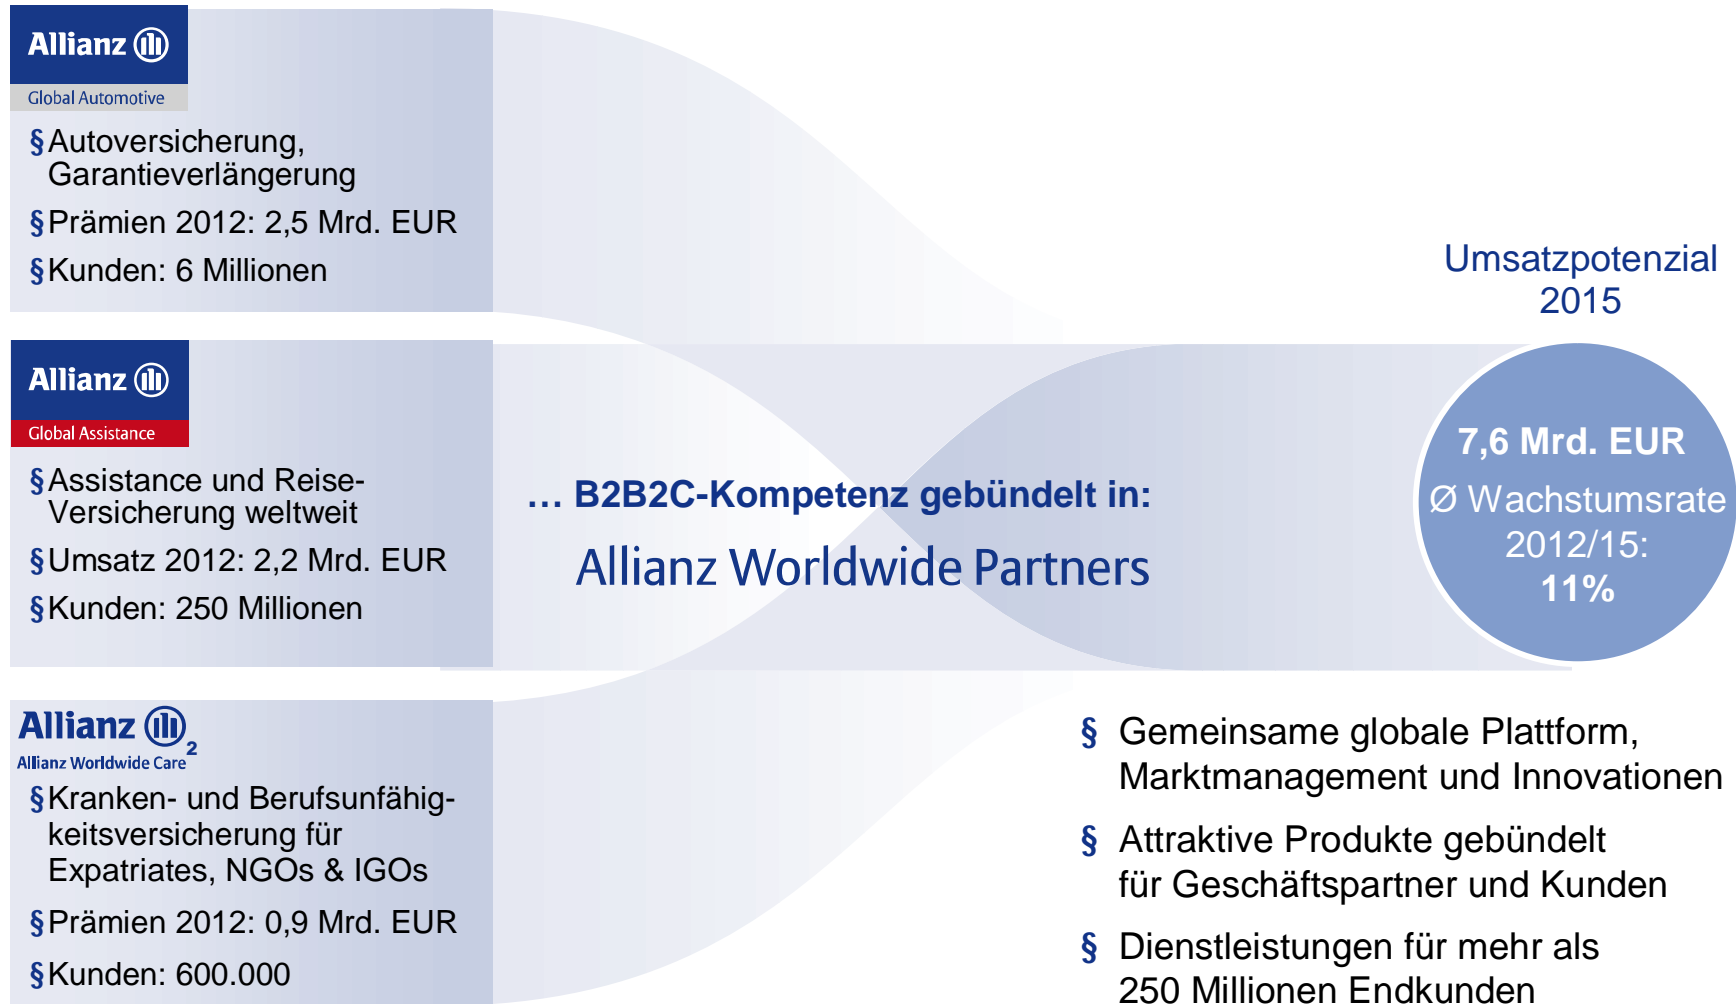 Allianz
Global Automotive
§ Autoversicherung,
Garantieverlängerung
§ Prämien 2012: 2,5 Mrd. EUR
§ Kunden: 6 Millionen
Allianz
Global Assistance
§ Assistance und Reise-
Versicherung weltweit
§ Umsatz 2012: 2,2 Mrd. EUR
§ Kunden: 250 Millionen
Allianz
2
Allianz Worldwide Care
§ Kranken- und Berufsunfähig-
keitsversicherung für
Expatriates, NGOs & IGOs
§ Prämien 2012: 0,9 Mrd. EUR
§ Kunden: 600.000
… B2B2C-Kompetenz gebündelt in:
Allianz Worldwide Partners
Umsatzpotenzial
2015
7,6 Mrd. EUR
Ø Wachstumsrate
2012/15:
11%
§ Gemeinsame globale Plattform,
Marktmanagement und Innovationen
§ Attraktive Produkte gebündelt
für Geschäftspartner und Kunden
§ Dienstleistungen für mehr als
250 Millionen Endkunden